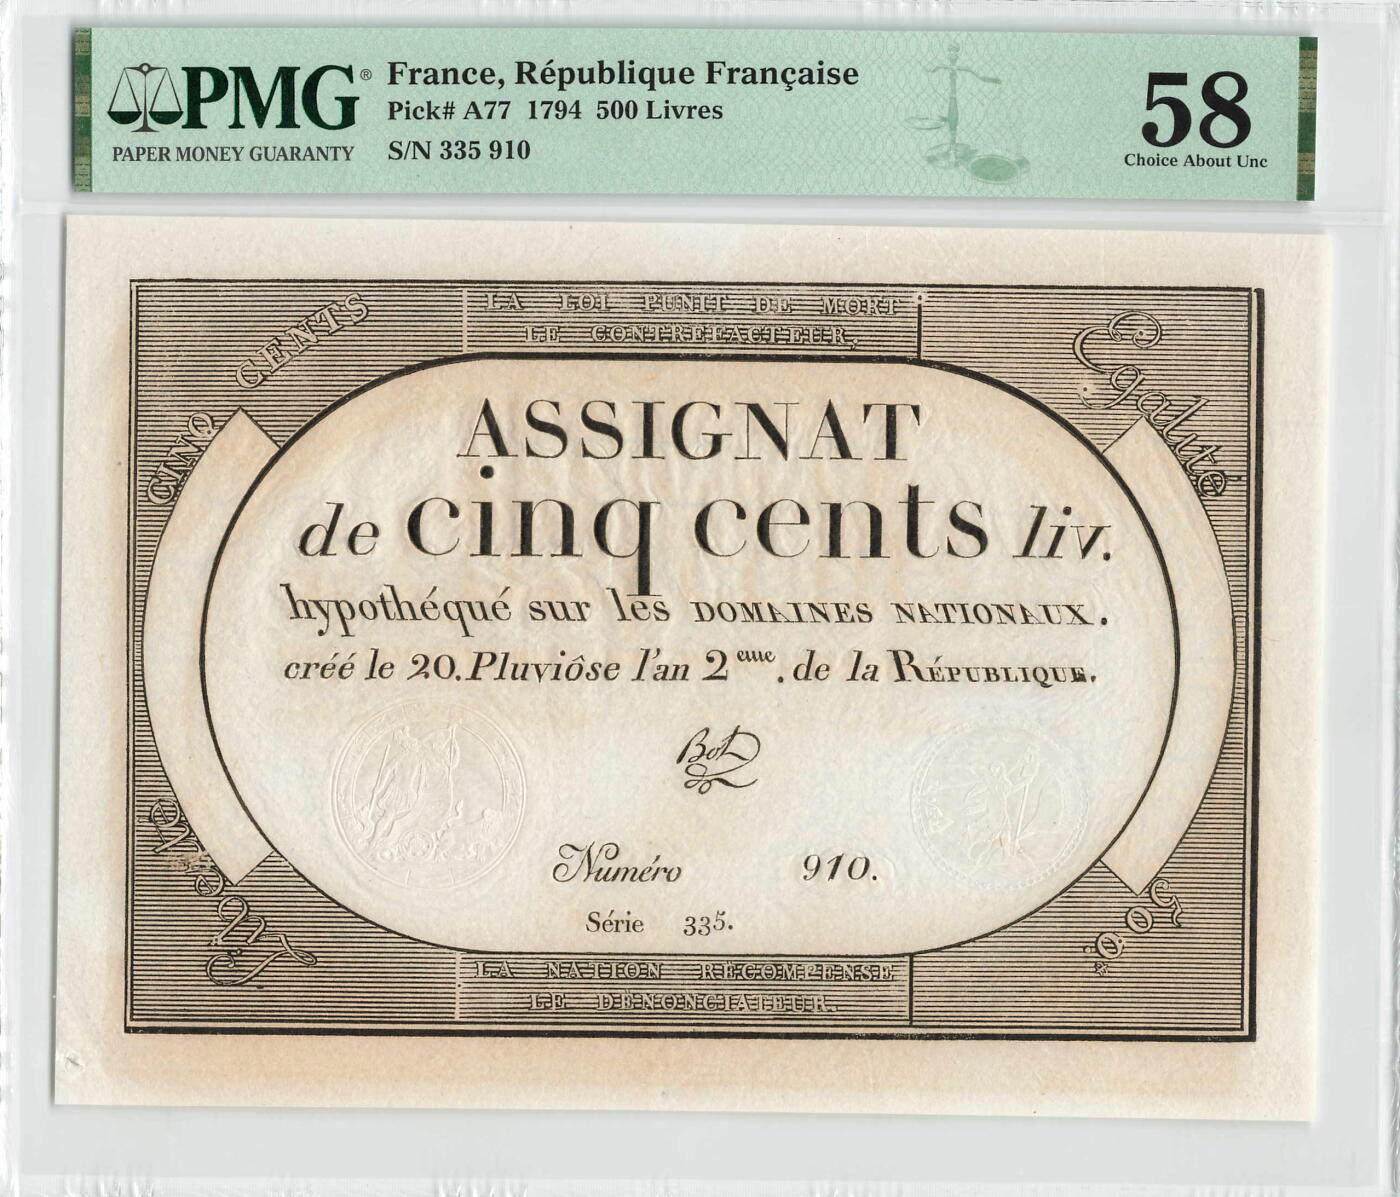 PMG®
PAPER MONEY GUARANTY
France, République Française
Pick# A77 1794 500 Livres
S/N 335 910
58
Choice About Unc
LA LOI PUNIT DE MORT
LE CONTREFACTEUR.
CINQ CENTS
Egalité
ASSIGNAT
de cinq cents liv.
hypothéqué sur les DOMAINES NATIONAUX.
créé le 20. Pluviôse l'an 2eme. de la RÉPUBLIQUE.
Numéro 910.
Série 335.
500.
LA NATION RÉCOMPENSE
LE DÉNONCIATEUR.